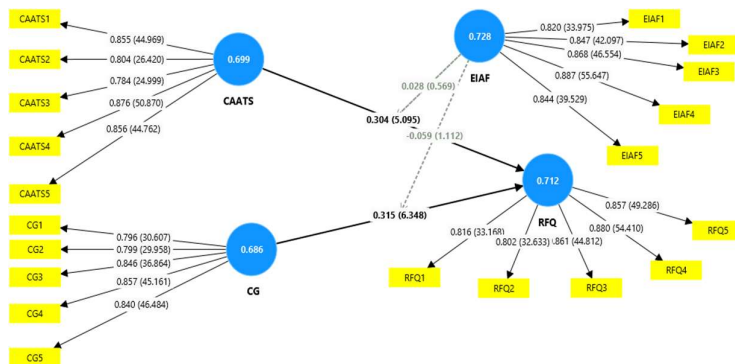 CAATS1
0.855 (44.969)
CAATS2
0.804 (26.420)
CAATS3
0.784 (24.999)
CAATS4
0.876 (50.870)
CAATS5
0.856 (44.762)
0.699
CAATS
EIAF1
0.820 (33.975)
EIAF2
0.847 (42.097)
EIAF3
0.868 (46.554)
EIAF4
0.887 (55.647)
EIAF5
0.844 (39.529)
0.728
EIAF
0.028 (0.569)
0.304 (5.095)
-0.059 (1.112)
0.315 (6.348)
0.712
RFQ
CG1
0.796 (30.607)
CG2
0.799 (29.958)
CG3
0.846 (36.864)
CG4
0.857 (45.161)
CG5
0.840 (46.484)
0.686
CG
0.816 (33.168)
RFQ1
0.802 (32.633)
RFQ2
.861 (44.812)
RFQ3
0.880 (54.410)
RFQ4
0.857 (49.286)
RFQ5